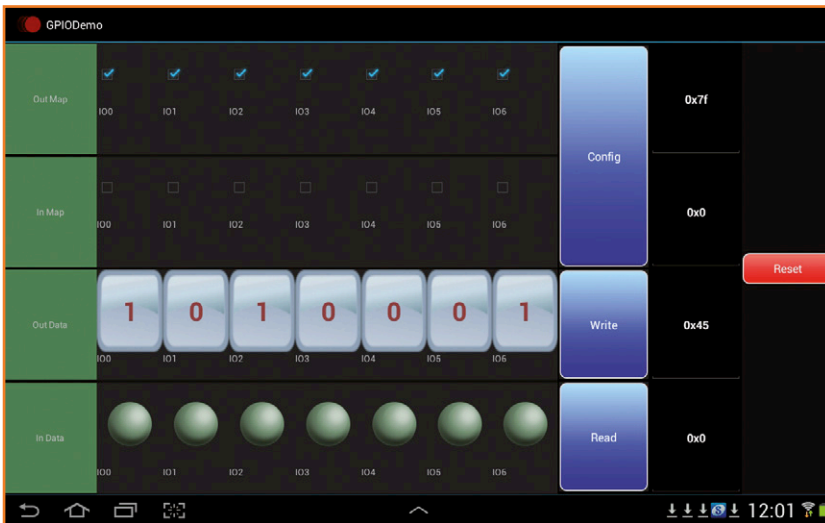 GPIODemo
Out Map
IO0 IO1 IO2 IO3 IO4 IO5 IO6
0x7f
Config
In Map
IO0 IO1 IO2 IO3 IO4 IO5 IO6
0x0
Reset
Out Data
1 0 1 0 0 0 1
IO0 IO1 IO2 IO3 IO4 IO5 IO6
Write
0x45
In Data
IO0 IO1 IO2 IO3 IO4 IO5 IO6
Read
0x0
12:01